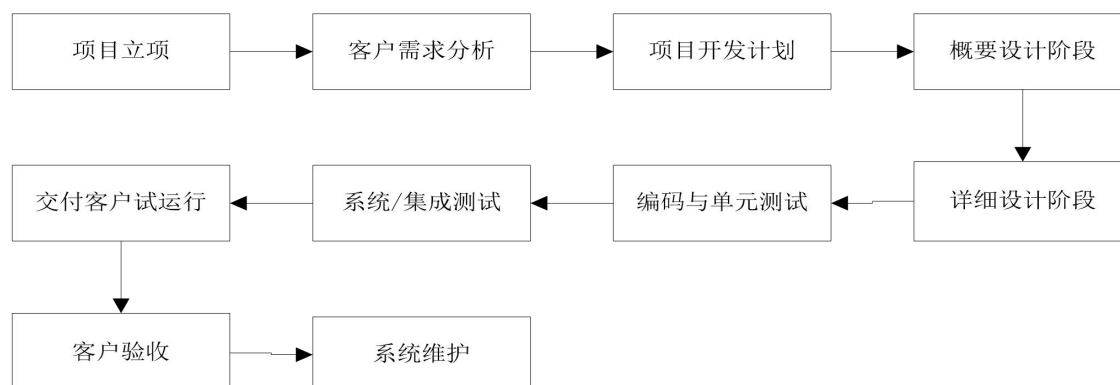 项目立项
客户需求分析
项目开发计划
概要设计阶段
详细设计阶段
编码与单元测试
系统/集成测试
交付客户试运行
客户验收
系统维护